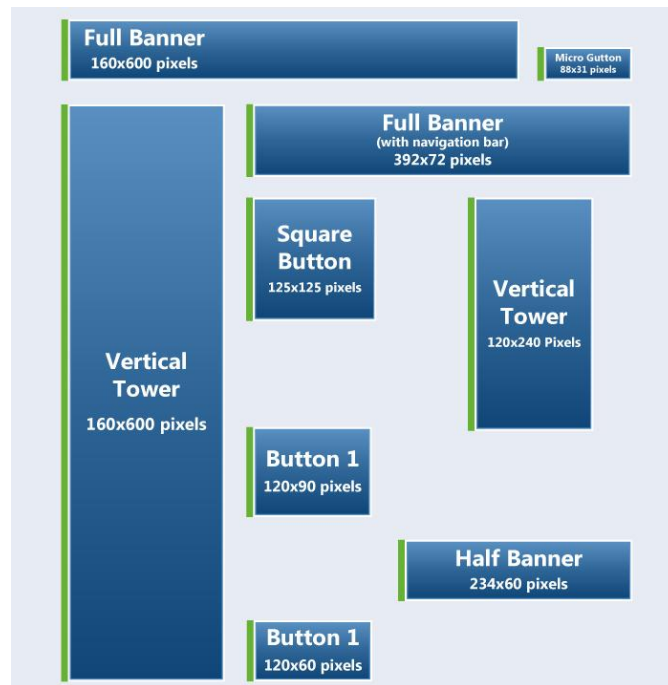 Full Banner
160x600 pixels
Micro Gutton
88x31 pixels
Full Banner
(with navigation bar)
392x72 pixels
Square
Button
125x125 pixels
Vertical
Tower
120x240 Pixels
Vertical
Tower
160x600 pixels
Button 1
120x90 pixels
Half Banner
234x60 pixels
Button 1
120x60 pixels